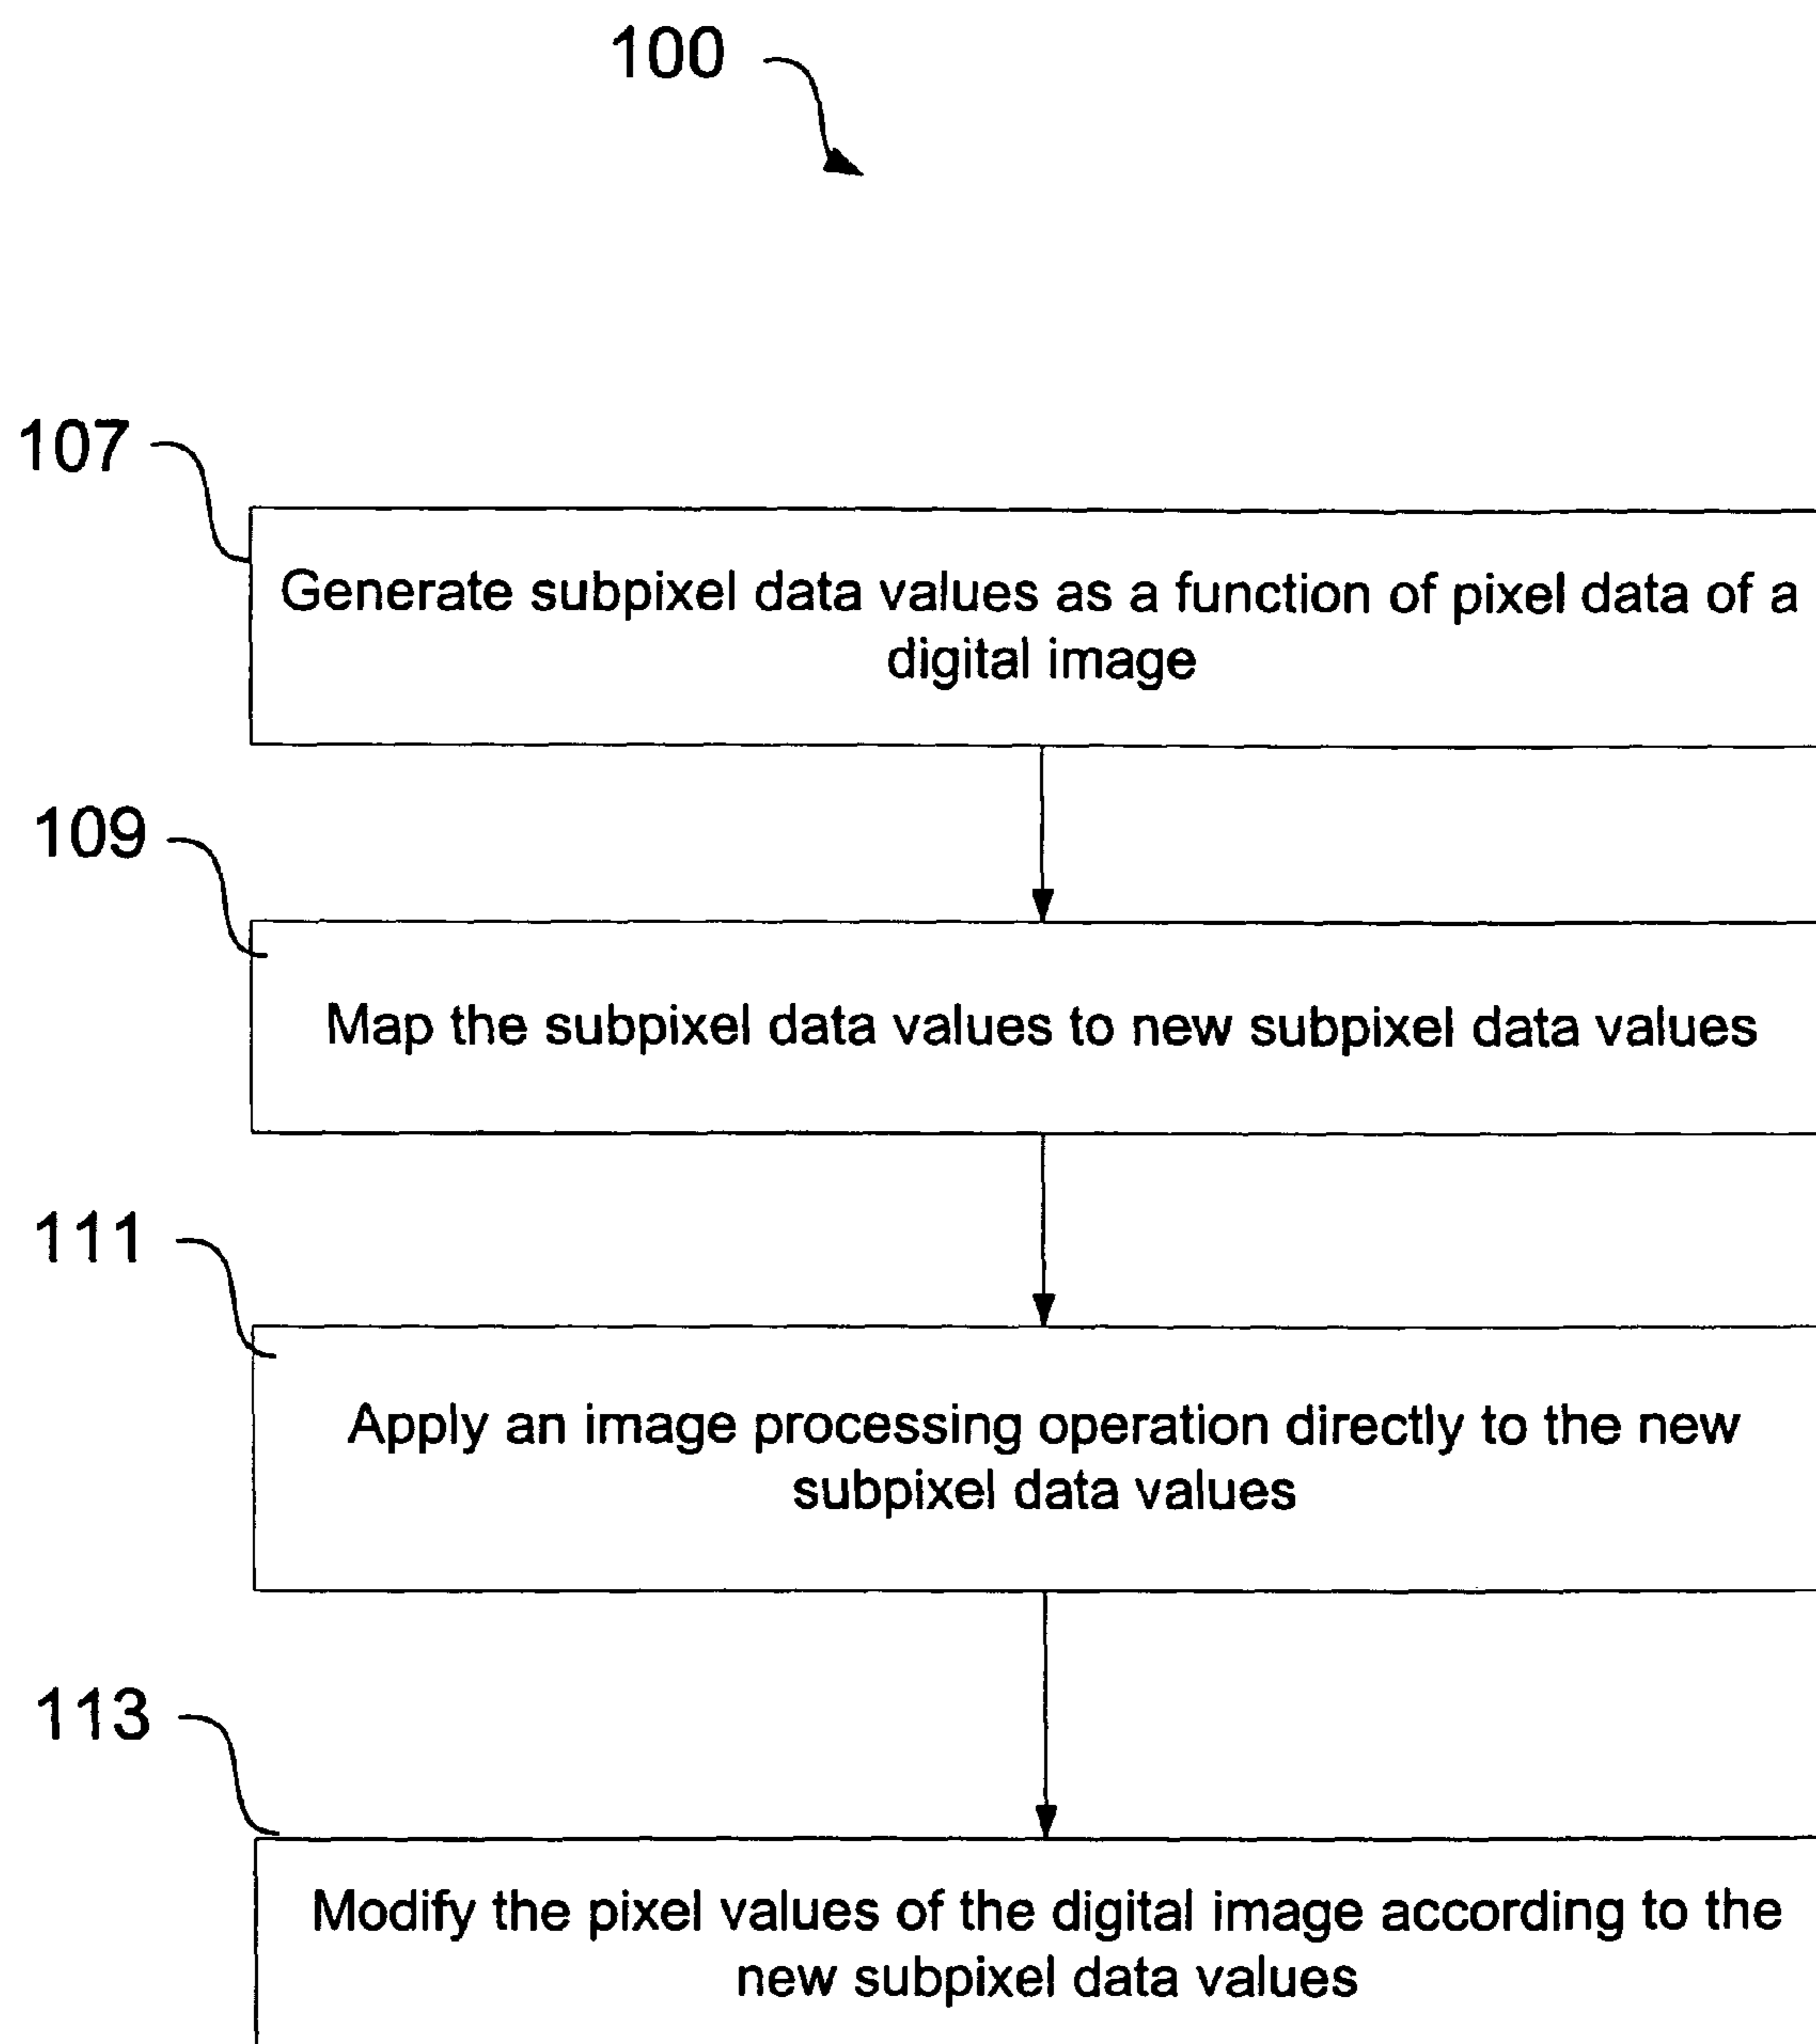 100
107
Generate subpixel data values as a function of pixel data of a
digital image
109
Map the subpixel data values to new subpixel data values
111
Apply an image processing operation directly to the new
subpixel data values
113
Modify the pixel values of the digital image according to the
new subpixel data values